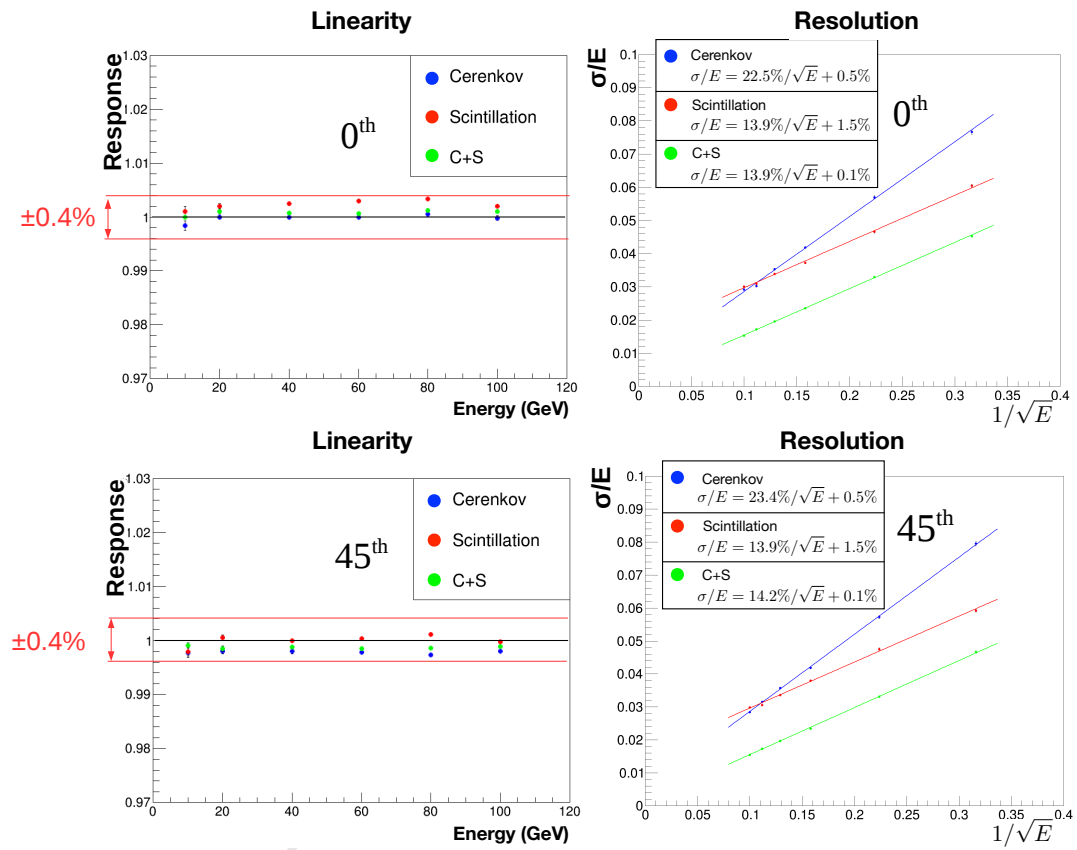 Linearity
Response
1.03
1.02
1.01
1
0.99
0.98
0.97
±0.4%
0th
Cerenkov
Scintillation
C+S
0 20 40 60 80 100 120
Energy (GeV)
Resolution
σ/E
0.1
0.09
0.08
0.07
0.06
0.05
0.04
0.03
0.02
0.01
0
Cerenkov
σ/E = 22.5%/√E + 0.5%
Scintillation
σ/E = 13.9%/√E + 1.5%
C+S
σ/E = 13.9%/√E + 0.1%
0th
0 0.05 0.1 0.15 0.2 0.25 0.3 0.35 0.4
1/√E
Linearity
Response
1.03
1.02
1.01
1
0.99
0.98
0.97
±0.4%
45th
Cerenkov
Scintillation
C+S
0 20 40 60 80 100 120
Energy (GeV)
Resolution
σ/E
0.1
0.09
0.08
0.07
0.06
0.05
0.04
0.03
0.02
0.01
0
Cerenkov
σ/E = 23.4%/√E + 0.5%
Scintillation
σ/E = 13.9%/√E + 1.5%
C+S
σ/E = 14.2%/√E + 0.1%
45th
0 0.05 0.1 0.15 0.2 0.25 0.3 0.35 0.4
1/√E